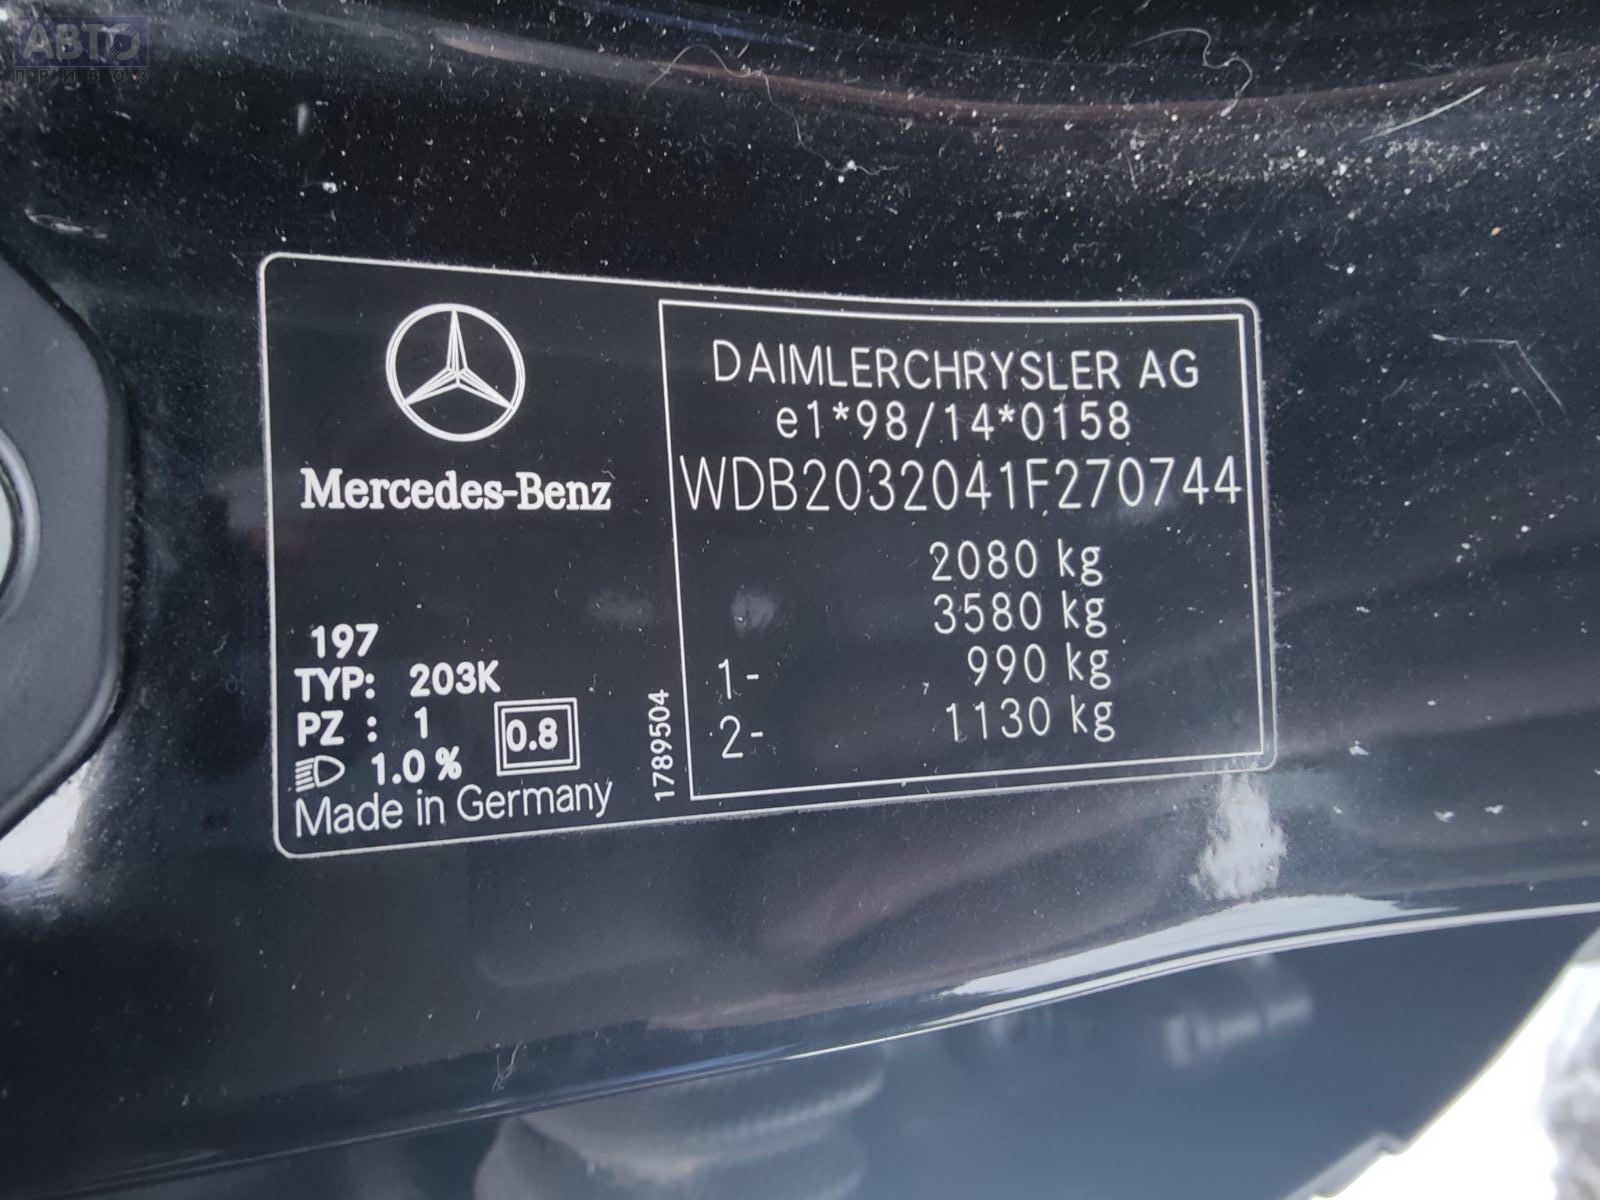 АВТО
ПРИВОЗ
Mercedes-Benz
197
TYP: 203K
PZ : 1
0.8
1.0 %
Made in Germany
1789504
DAIMLERCHRYSLER AG
e1*98/14*0158
WDB2032041F270744
2080 kg
3580 kg
1- 990 kg
2- 1130 kg